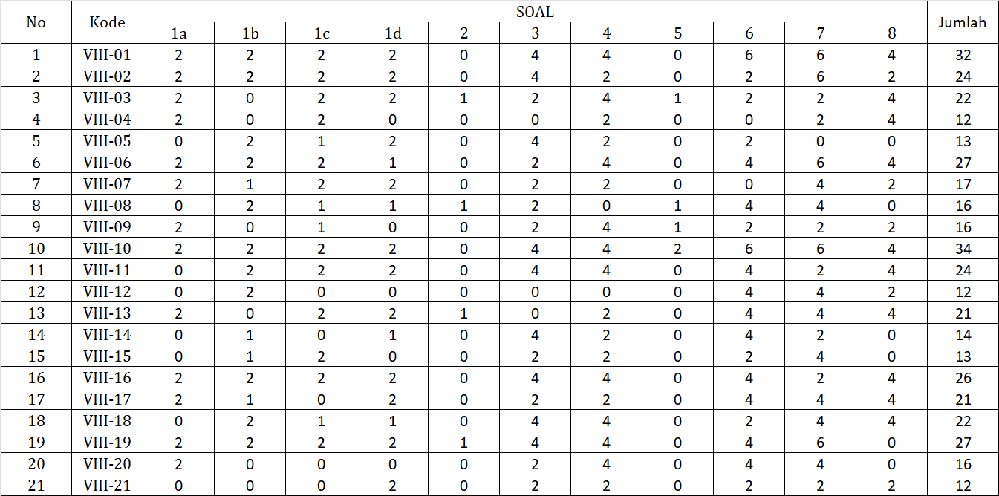 No Kode SOAL Jumlah
1a 1b 1c 1d 2 3 4 5 6 7 8
1 VIII-01 2 2 2 2 0 4 4 0 6 6 4 32
2 VIII-02 2 2 2 2 0 4 2 0 2 6 2 24
3 VIII-03 2 0 2 2 1 2 4 1 2 2 4 22
4 VIII-04 2 0 2 0 0 0 2 0 0 2 4 12
5 VIII-05 0 2 1 2 0 4 2 0 2 0 0 13
6 VIII-06 2 2 2 1 0 2 4 0 4 6 4 27
7 VIII-07 2 1 2 2 0 2 2 0 0 4 2 17
8 VIII-08 0 2 1 1 1 2 0 1 4 4 0 16
9 VIII-09 2 0 1 0 0 2 4 1 2 2 2 16
10 VIII-10 2 2 2 2 0 4 4 2 6 6 4 34
11 VIII-11 0 2 2 2 0 4 4 0 4 2 4 24
12 VIII-12 0 2 0 0 0 0 0 0 4 4 2 12
13 VIII-13 2 0 2 2 1 0 2 0 4 4 4 21
14 VIII-14 0 1 0 1 0 4 2 0 4 2 0 14
15 VIII-15 0 1 2 0 0 2 2 0 2 4 0 13
16 VIII-16 2 2 2 2 0 4 4 0 4 2 4 26
17 VIII-17 2 1 0 2 0 2 2 0 4 4 4 21
18 VIII-18 0 2 1 1 0 4 4 0 2 4 4 22
19 VIII-19 2 2 2 2 1 4 4 0 4 6 0 27
20 VIII-20 2 0 0 0 0 2 4 0 4 4 0 16
21 VIII-21 0 0 0 2 0 2 2 0 2 2 2 12